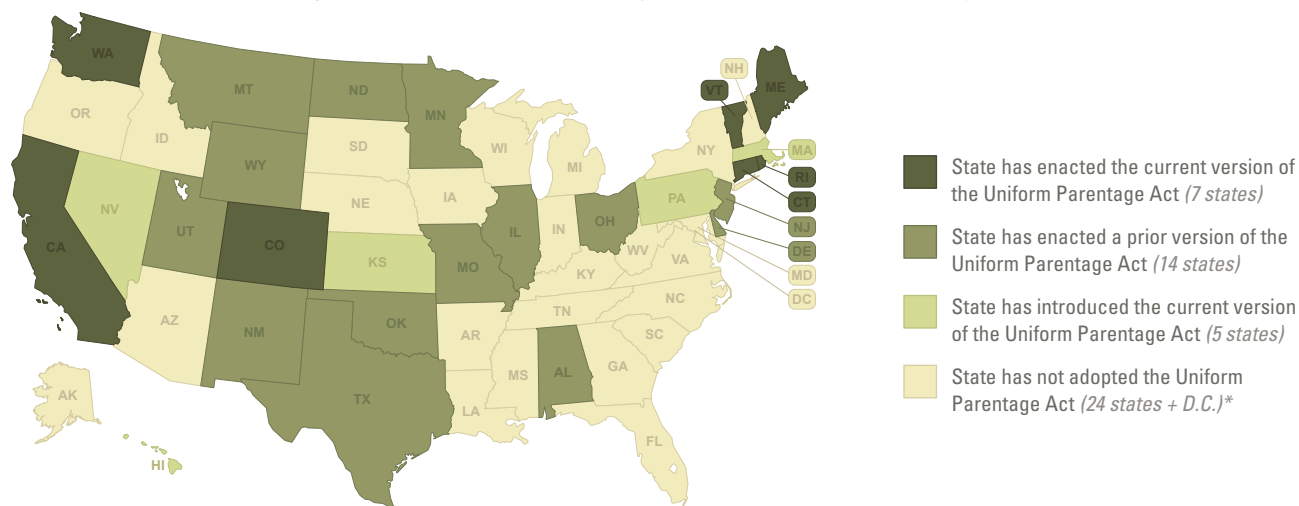 WA
MT
ND
MN
OR
ID
WY
SD
WI
MI
NY
NH
VT
ME
MA
RI
CT
NJ
DE
MD
DC
NV
UT
CO
NE
IA
KS
MO
IL
IN
OH
PA
WV
VA
KY
CA
AZ
NM
OK
AR
TN
NC
SC
TX
LA
MS
AL
GA
FL
AK
HI
State has enacted the current version of
the Uniform Parentage Act (7 states)
State has enacted a prior version of the
Uniform Parentage Act (14 states)
State has introduced the current version
of the Uniform Parentage Act (5 states)
State has not adopted the Uniform
Parentage Act (24 states + D.C.)*